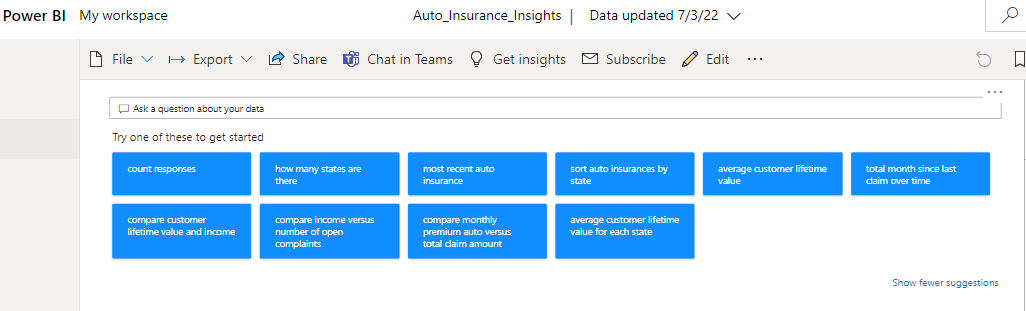 Power BI My workspace Auto_Insurance_Insights | Data updated 7/3/22
File Export Share Chat in Teams Get insights Subscribe Edit ...
Ask a question about your data
Try one of these to get started
count responses
how many states are
there
most recent auto
insurance
sort auto insurances by
state
average customer lifetime
value
total month since last
claim over time
compare customer
lifetime value and income
compare income versus
number of open
complaints
compare monthly
premium auto versus
total claim amount
average customer lifetime
value for each state
Show fewer suggestions